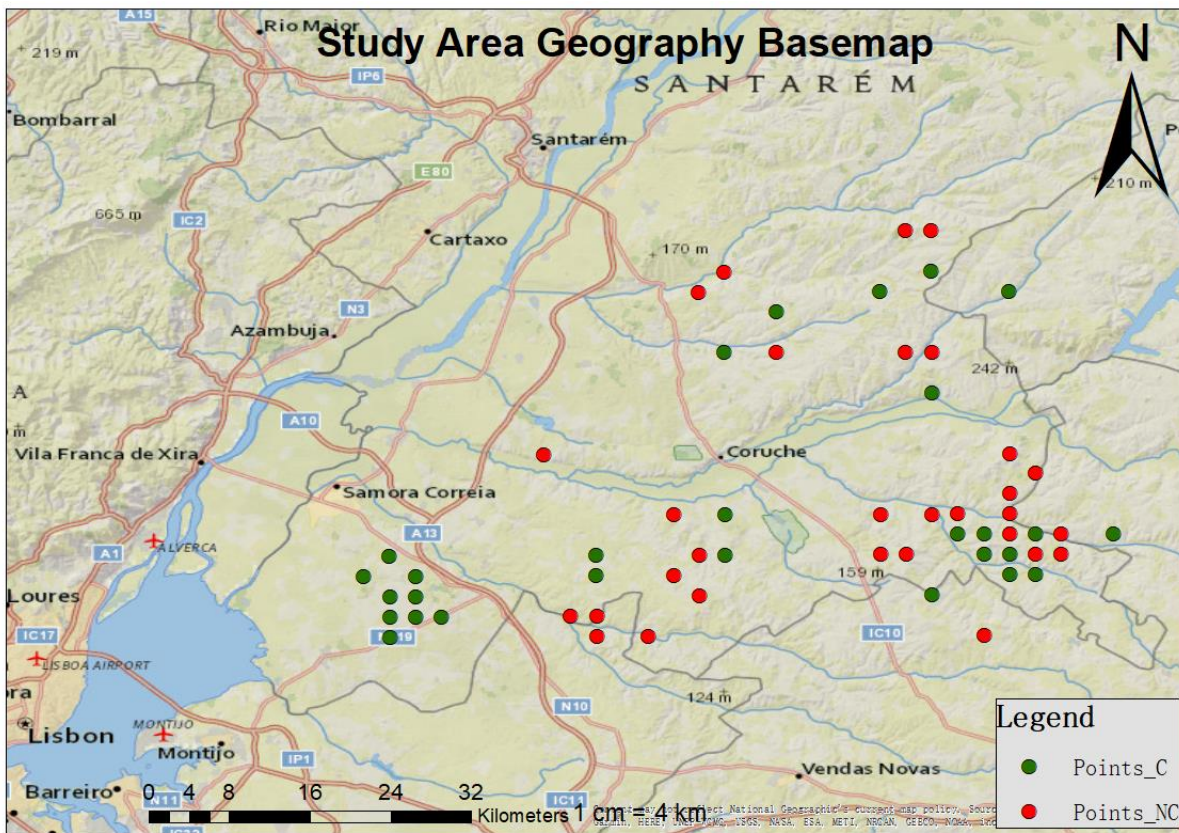 A15
Rio Maior
Study Area Geography Basemap
N
219 m
IP6
SANTARÉM
Bombarral
Santarém
E80
210 m
665 m
IC2
Cartaxo
170 m
N3
Azambuja
242 m
A
A10
Vila Franca de Xira
Coruche
Samora Correia
A13
A1
ALVERCA
159 m
Loures
IC17
IC10
LISBOA AIRPORT
124 m
N10
Legend
MONTIJO
Lisbon
Montijo
IP1
Points_C
Vendas Novas
0 4 8 16 24 32
Barreiro
N11
IC11
Kilometers
1 cm = 4 km
Points_NC